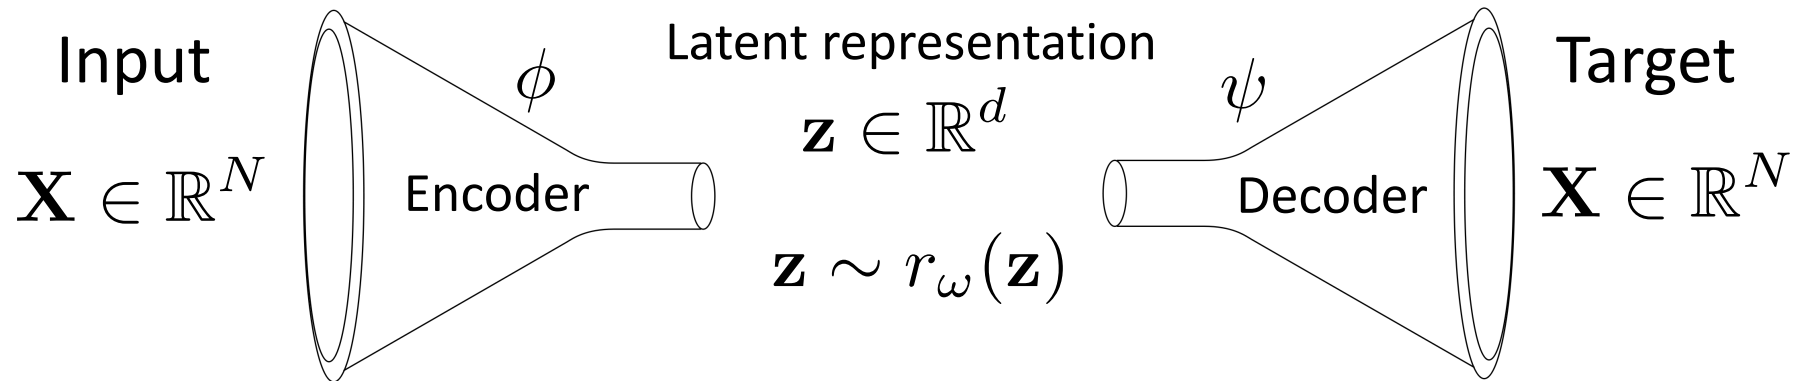 Input
X ∈ ℝ^N
ϕ
Encoder
Latent representation
z ∈ ℝ^d
z ∼ r_ω(z)
ψ
Decoder
Target
X ∈ ℝ^N